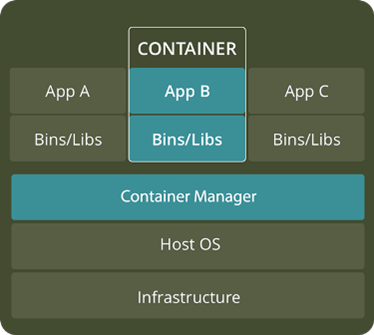 CONTAINER
App A
App B
App C
Bins/Libs
Bins/Libs
Bins/Libs
Container Manager
Host OS
Infrastructure